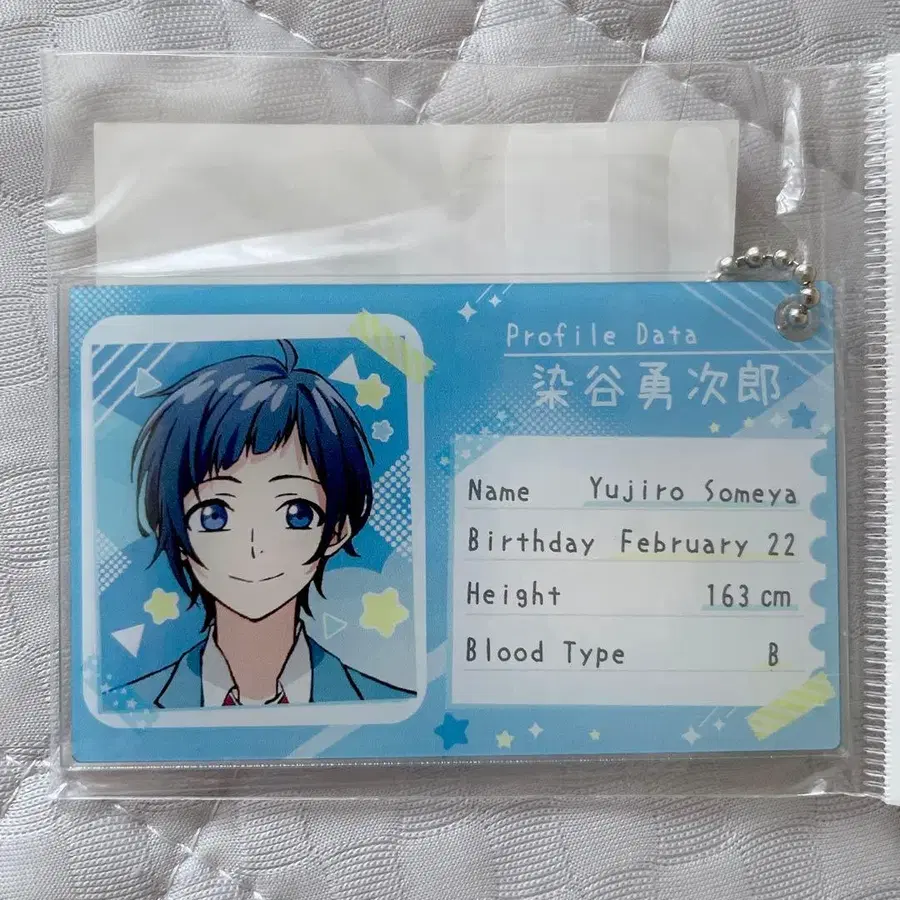 Profile Data
染谷勇次郎
Name Yujiro Someya
Birthday February 22
Height 163 cm
Blood Type B